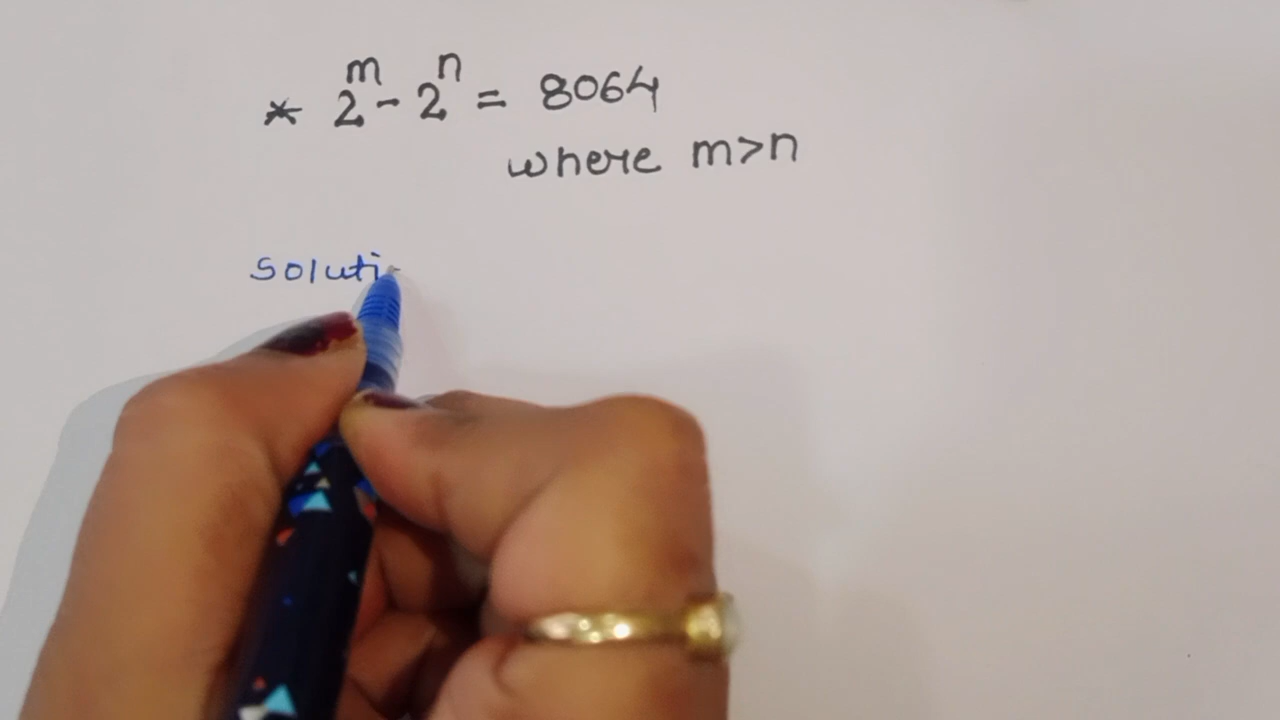 * 2^m - 2^n = 8064
where m>n
Soluti